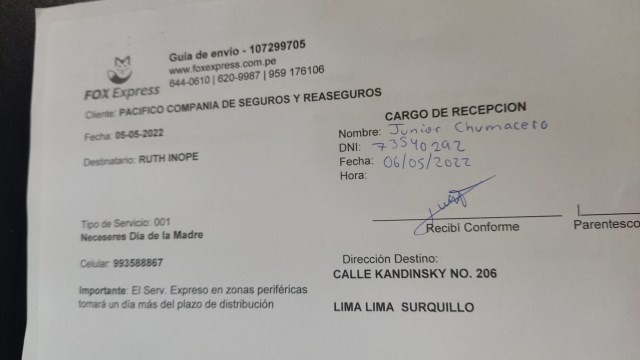 FOX Express
Guía de envío - 107299705
www.foxexpress.com.pe
644-0610 | 620-9987 | 959 176106
Cliente: PACIFICO COMPANIA DE SEGUROS Y REASEGUROS
Fecha: 05-05-2022
Destinatario: RUTH INOPE
CARGO DE RECEPCION
Nombre: Junior Chumacero
DNI: 73540292
Fecha: 06/05/2022
Hora:
Recibí Conforme
Parentesco
Tipo de Servicio: 001
Neceseres Día de la Madre
Celular: 993588867
Importante: El Serv. Expreso en zonas periféricas
tomará un día más del plazo de distribución
Dirección Destino:
CALLE KANDINSKY NO. 206
LIMA LIMA SURQUILLO